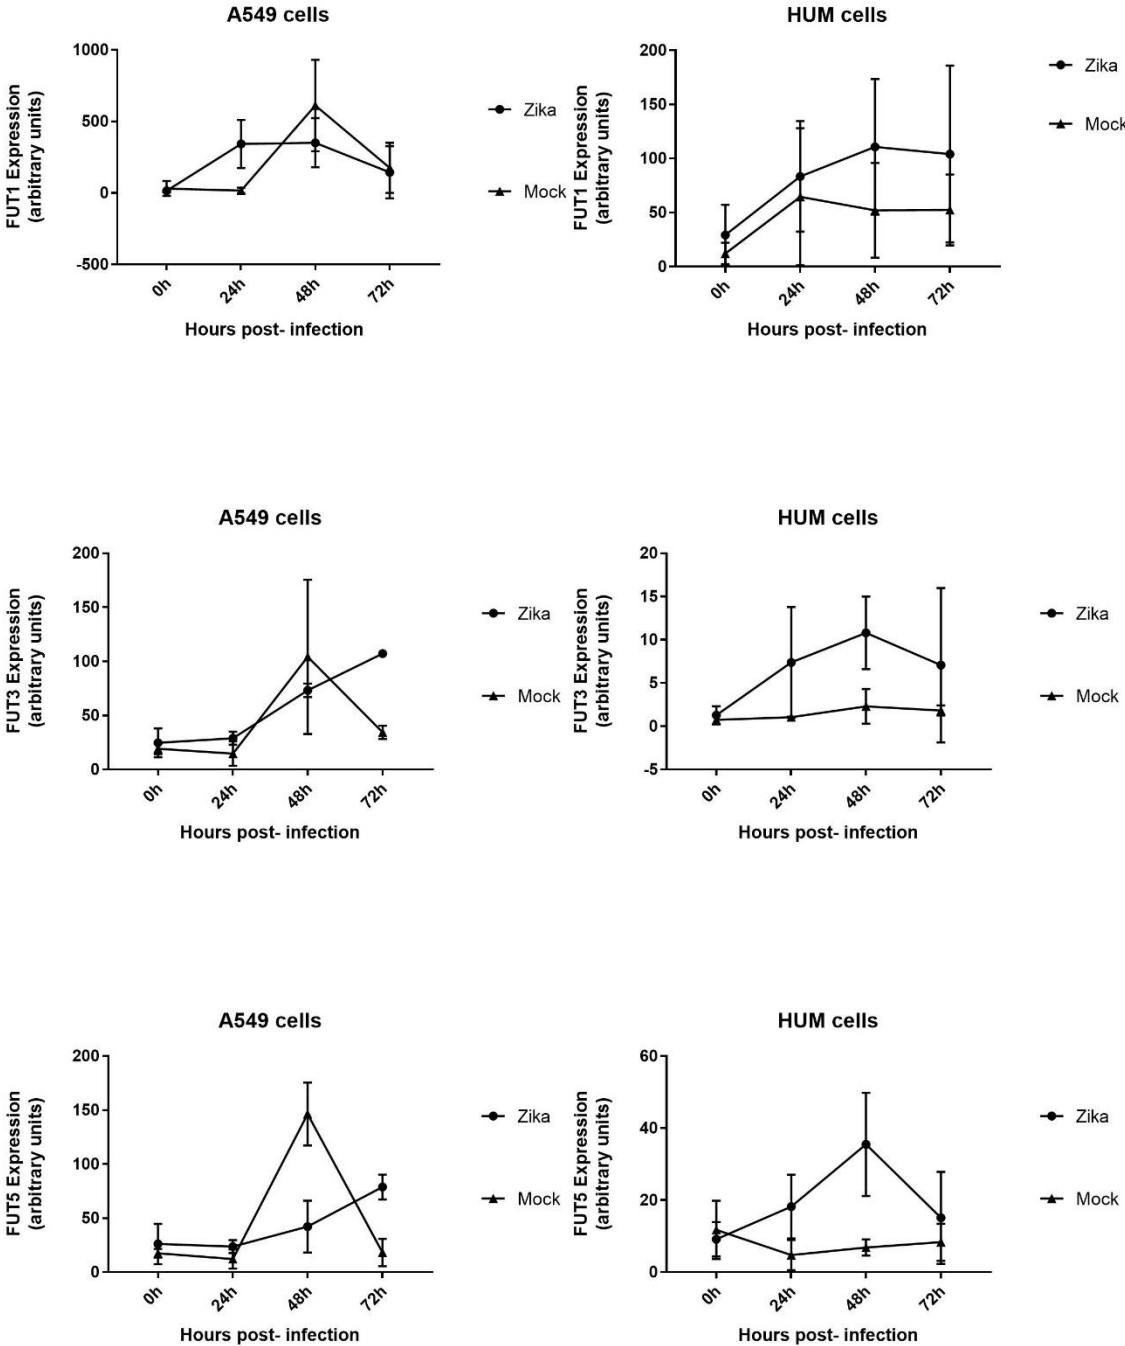 A549 cells
FUT1 Expression
(arbitrary units)
1000
500
0
-500
0h
24h
48h
72h
Hours post- infection
Zika
Mock
HUM cells
FUT1 Expression
(arbitrary units)
200
150
100
50
0
0h
24h
48h
72h
Hours post- infection
Zika
Mock
A549 cells
FUT3 Expression
(arbitrary units)
200
150
100
50
0
0h
24h
48h
72h
Hours post- infection
Zika
Mock
HUM cells
FUT3 Expression
(arbitrary units)
20
15
10
5
0
-5
0h
24h
48h
72h
Hours post- infection
Zika
Mock
A549 cells
FUT5 Expression
(arbitrary units)
200
150
100
50
0
0h
24h
48h
72h
Hours post- infection
Zika
Mock
HUM cells
FUT5 Expression
(arbitrary units)
60
40
20
0
0h
24h
48h
72h
Hours post- infection
Zika
Mock